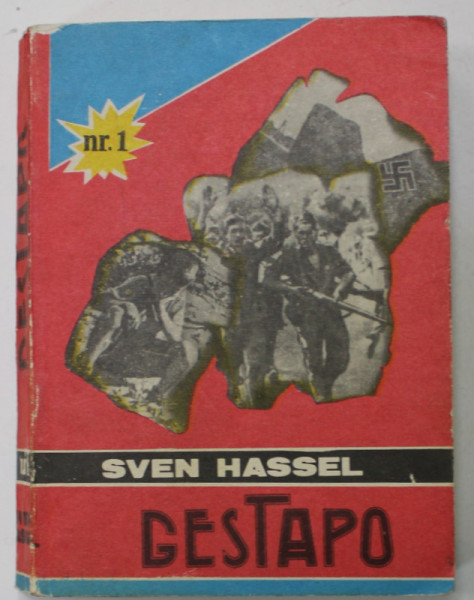 nr.1
SVEN HASSEL
GESTAPO